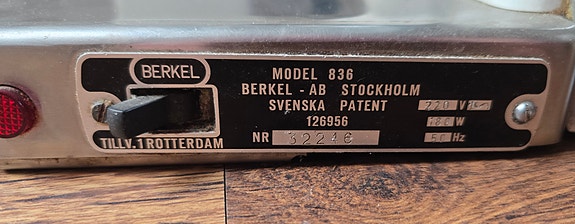 BERKEL
MODEL 836
BERKEL - AB STOCKHOLM
SVENSKA PATENT 220 V
126956 W
NR 32246 50 Hz
TILLV. I ROTTERDAM